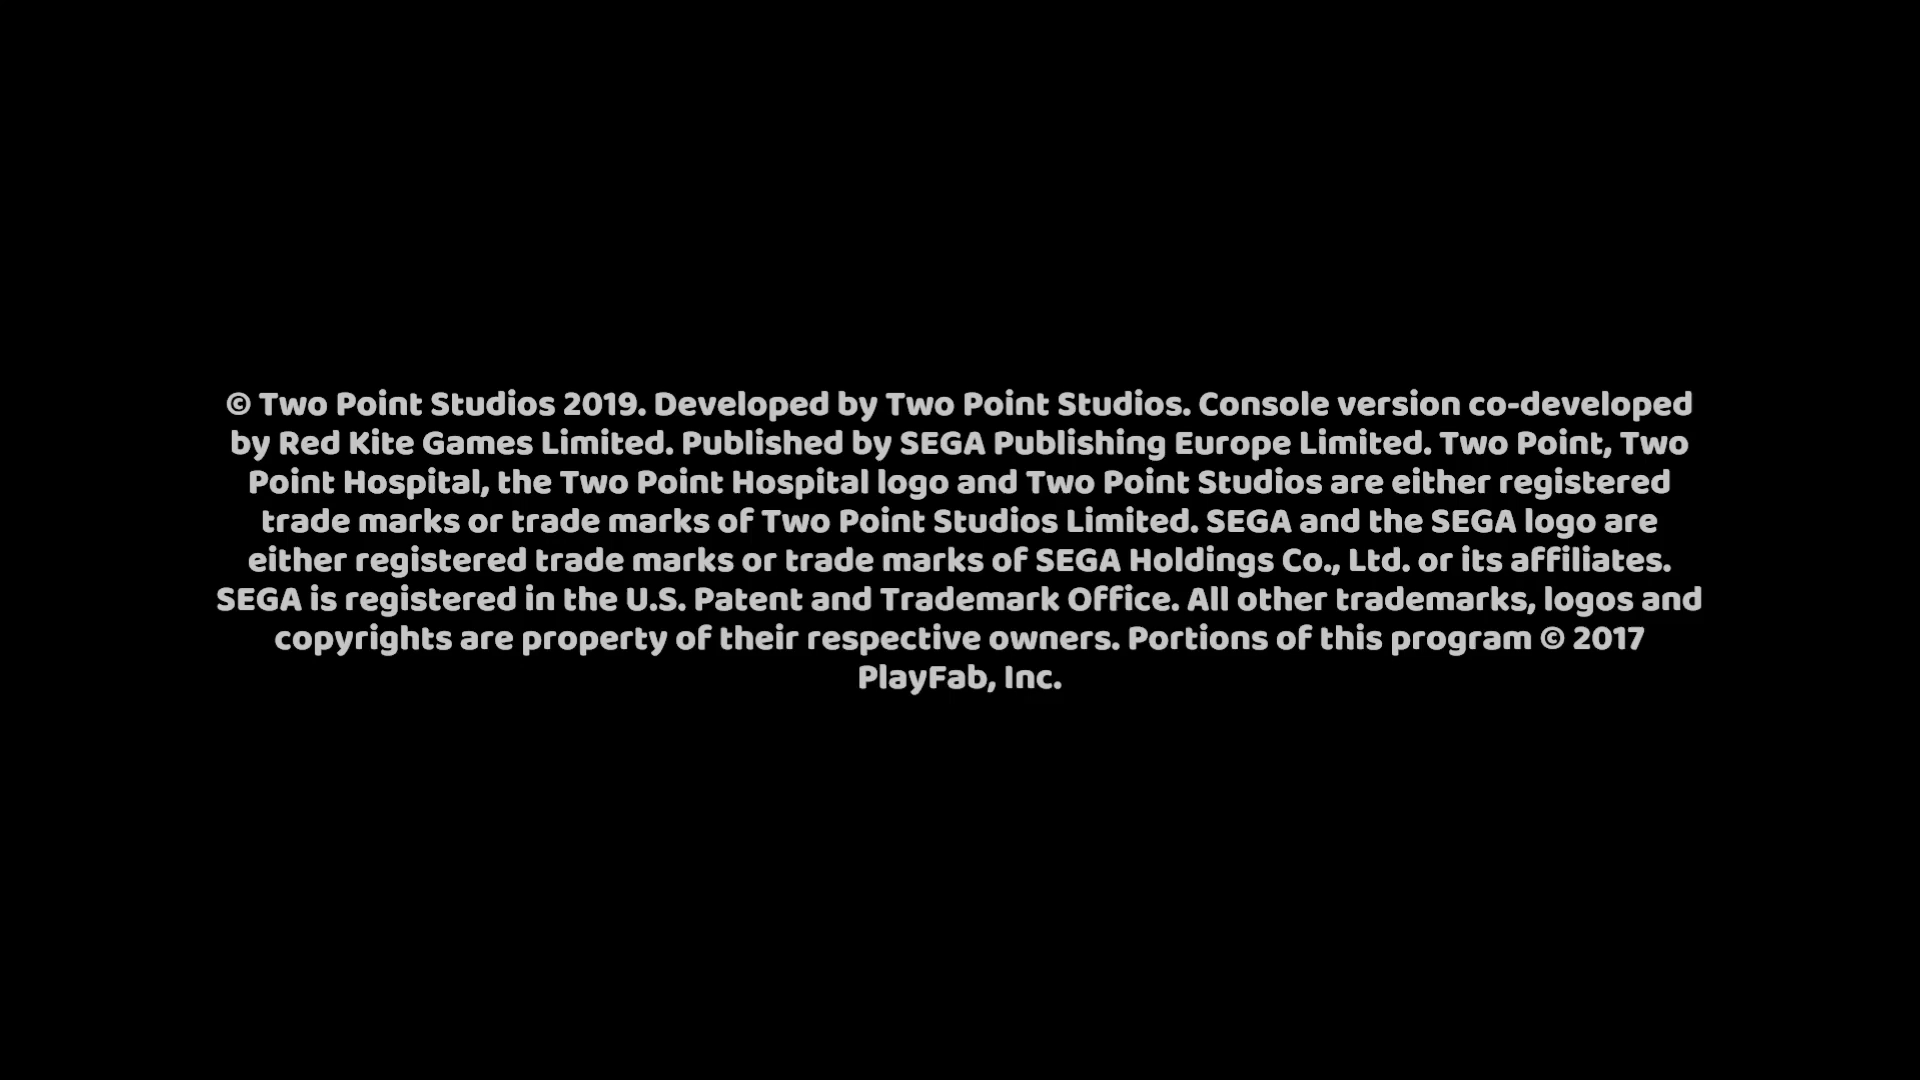 © Two Point Studios 2019. Developed by Two Point Studios. Console version co-developed
by Red Kite Games Limited. Published by SEGA Publishing Europe Limited. Two Point, Two
Point Hospital, the Two Point Hospital logo and Two Point Studios are either registered
trade marks or trade marks of Two Point Studios Limited. SEGA and the SEGA logo are
either registered trade marks or trade marks of SEGA Holdings Co., Ltd. or its affiliates.
SEGA is registered in the U.S. Patent and Trademark Office. All other trademarks, logos and
copyrights are property of their respective owners. Portions of this program © 2017
PlayFab, Inc.